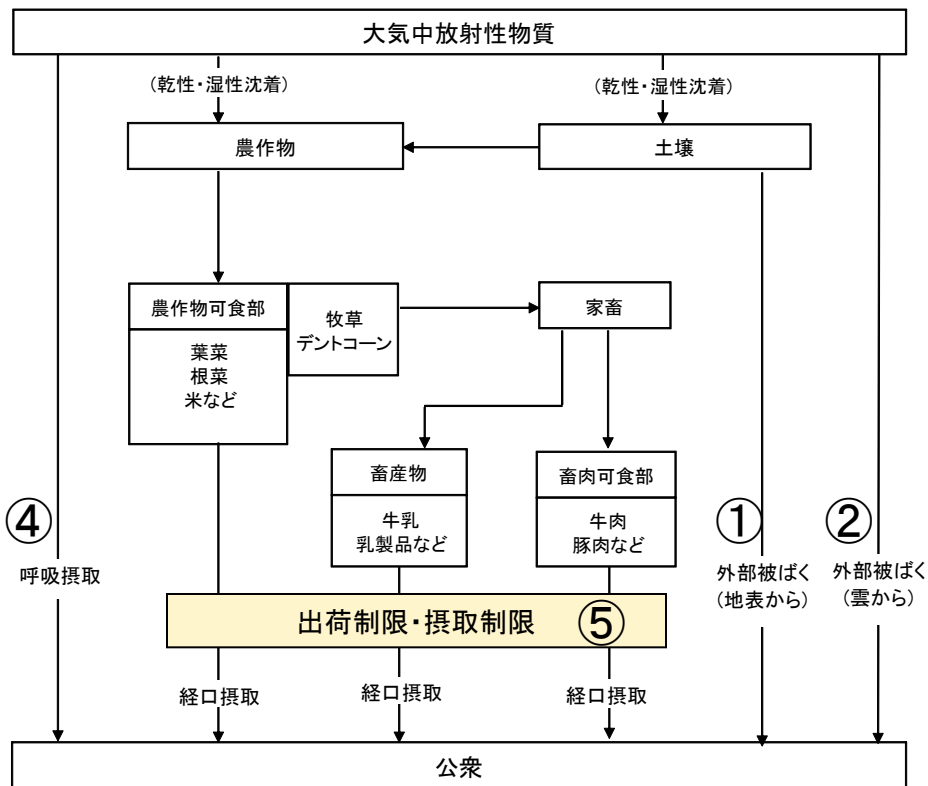 大気中放射性物質
(乾性・湿性沈着)
(乾性・湿性沈着)
農作物
土壌
農作物可食部
葉菜
根菜
米など
牧草
デントコーン
家畜
畜産物
牛乳
乳製品など
畜肉可食部
牛肉
豚肉など
④
呼吸摂取
①
外部被ばく
(地表から)
②
外部被ばく
(雲から)
出荷制限・摂取制限 ⑤
経口摂取
経口摂取
経口摂取
公衆